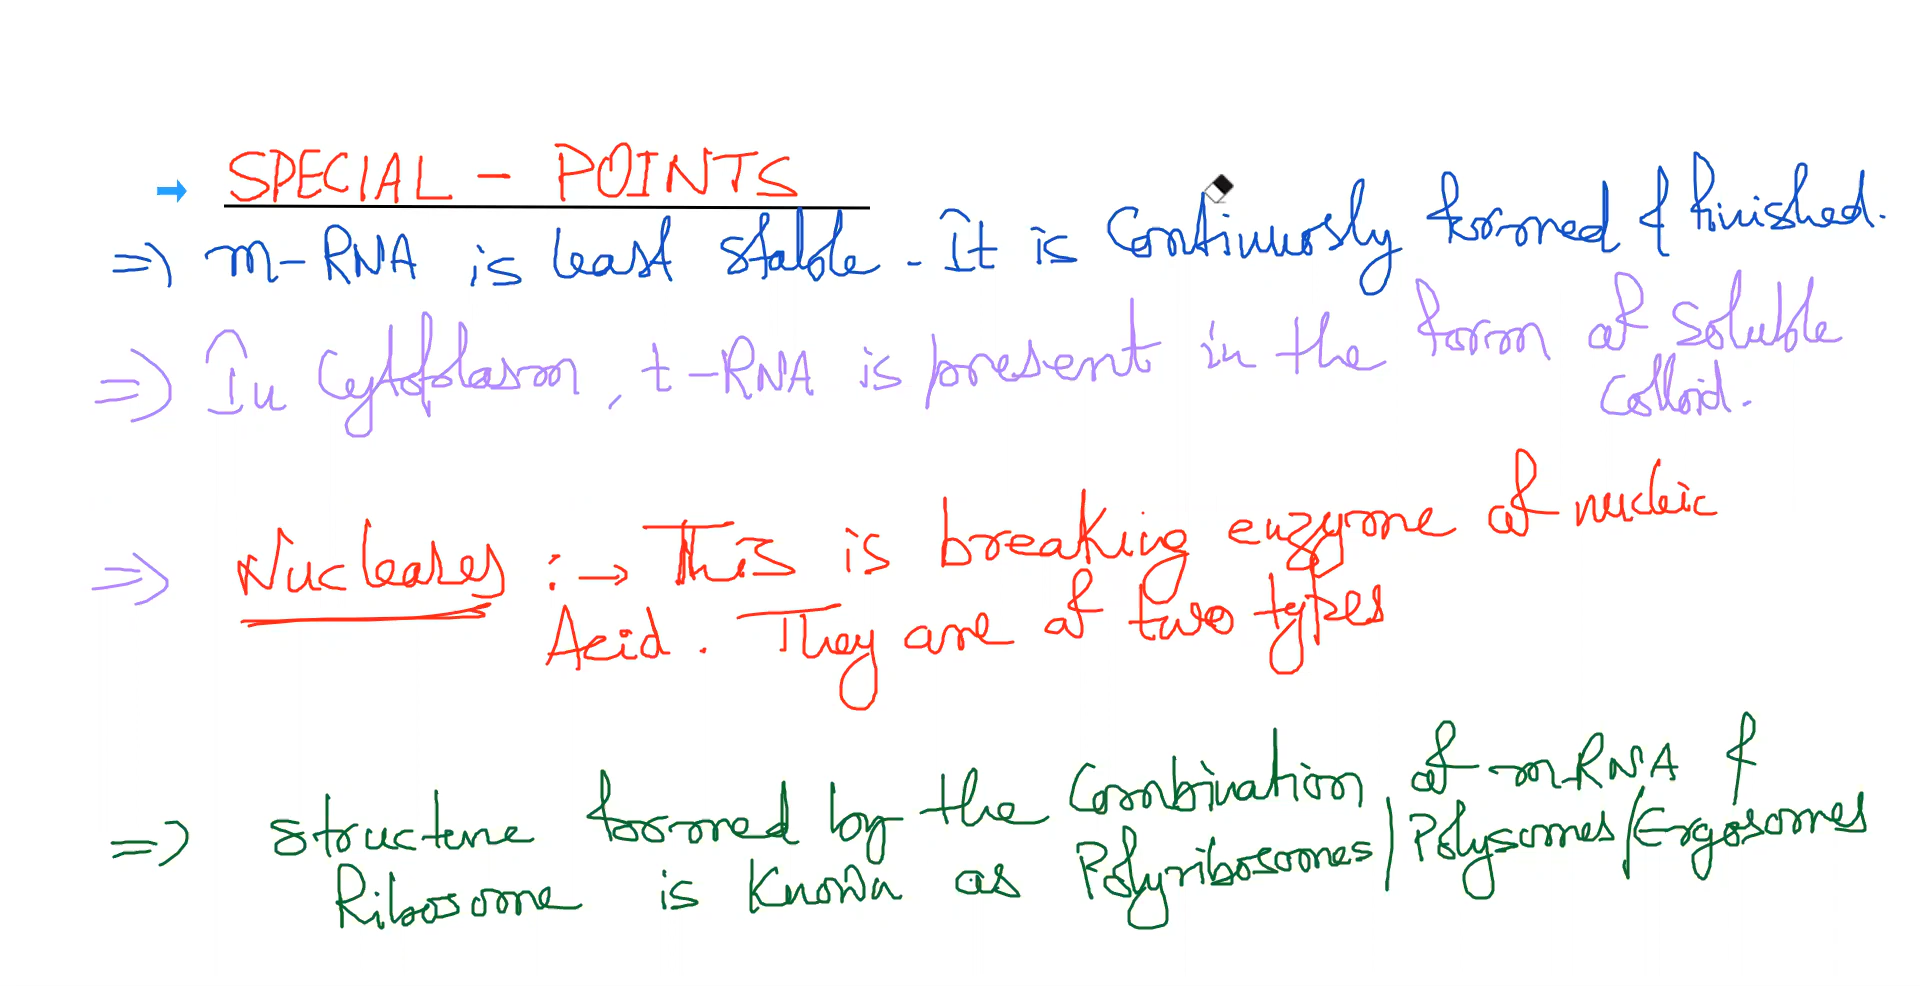 → SPECIAL - POINTS
⇒ m-RNA is least stable. It is Continuosly formed & finished.
⇒ In Cytoplasm, t-RNA is present in the form of soluble
Colloid.
⇒ Nucleases :→ This is breaking enzyme of nucleic
Acid. They are of two types
⇒ structure formed by the Combination of m-RNA &
Ribosome is Known as Polyribosomes/Polysomes/Ergosomes